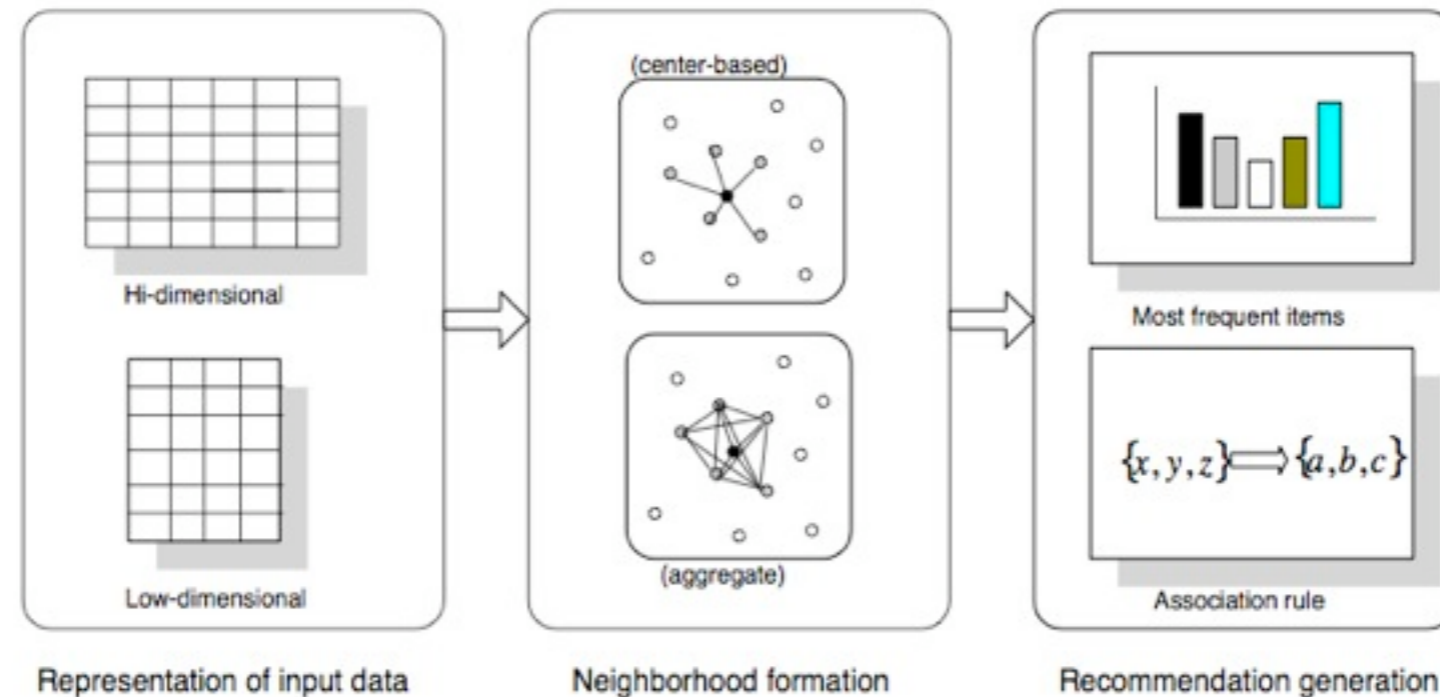 Hi-dimensional
Low-dimensional
Representation of input data
(center-based)
(aggregate)
Neighborhood formation
Most frequent items
{x, y, z} ⟹ {a, b, c}
Association rule
Recommendation generation